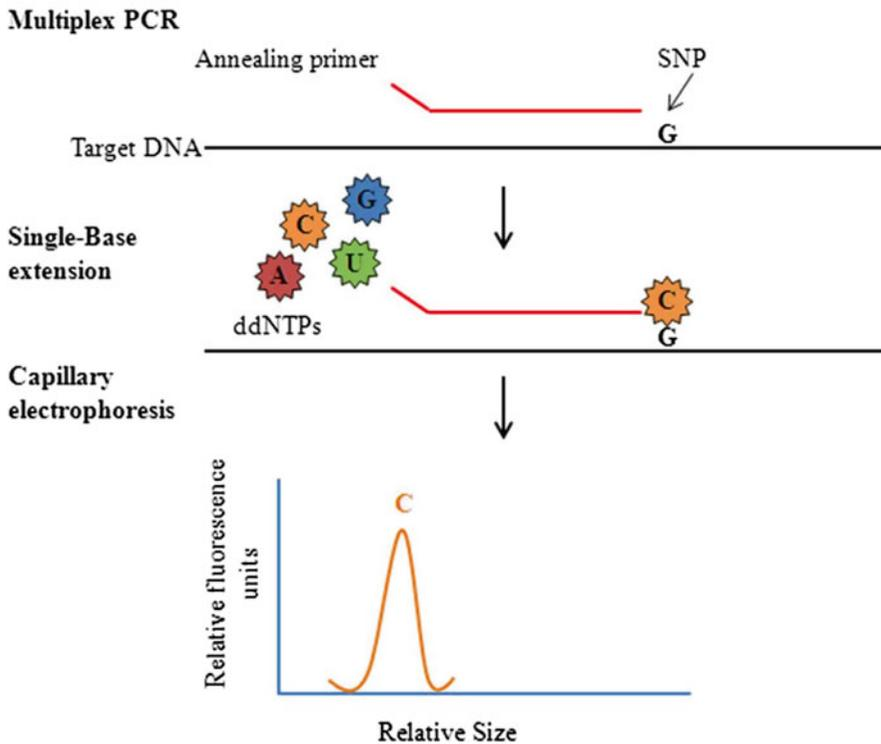 Multiplex PCR
Annealing primer
SNP
G
Target DNA
G
C
Single-Base
extension
U
A
C
ddNTPs
G
Capillary
electrophoresis
C
Relative fluorescence
units
Relative Size